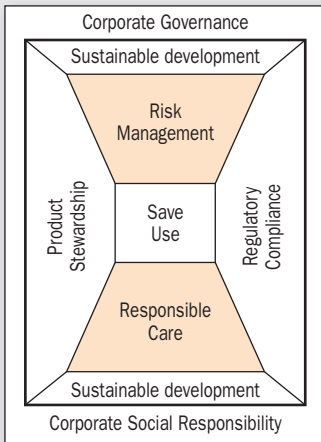 Corporate Governance
Sustainable development
Risk
Management
Product
Stewardship
Save
Use
Regulatory
Compliance
Responsible
Care
Sustainable development
Corporate Social Responsibility